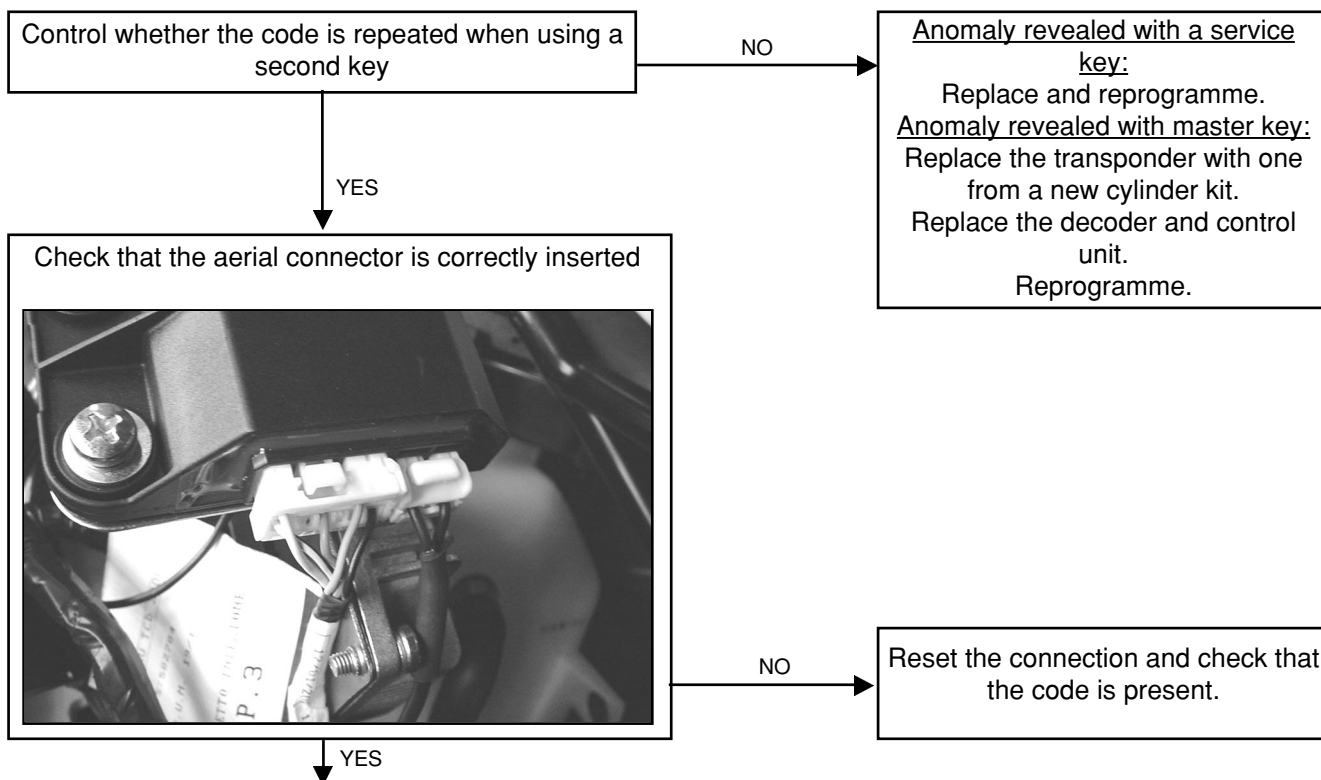 Control whether the code is repeated when using a
second key
NO
Anomaly revealed with a service
key:
Replace and reprogramme.
Anomaly revealed with master key:
Replace the transponder with one
from a new cylinder kit.
Replace the decoder and control
unit.
Reprogramme.
YES
Check that the aerial connector is correctly inserted
P.3
NO
Reset the connection and check that
the code is present.
YES